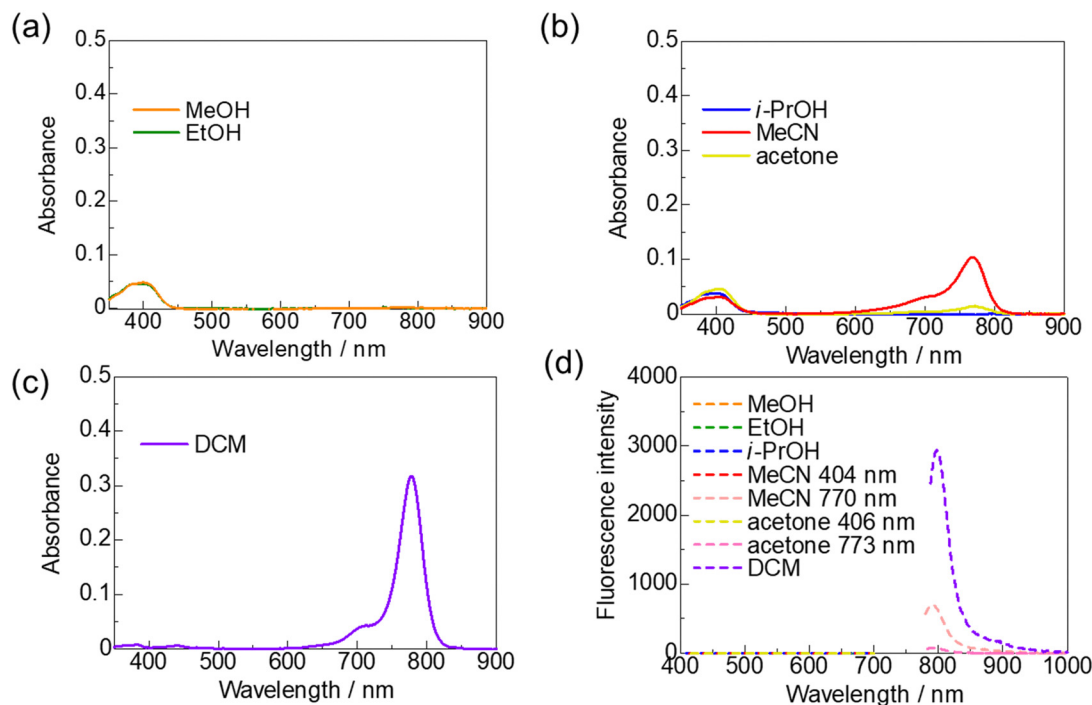 (a)
0.5
0.4
0.3
0.2
0.1
0
Absorbance
MeOH
EtOH
400 500 600 700 800 900
Wavelength / nm
(b)
0.5
0.4
0.3
0.2
0.1
0
Absorbance
i-PrOH
MeCN
acetone
400 500 600 700 800 900
Wavelength / nm
(c)
0.5
0.4
0.3
0.2
0.1
0
Absorbance
DCM
400 500 600 700 800 900
Wavelength / nm
(d)
4000
3000
2000
1000
0
Fluorescence intensity
MeOH
EtOH
i-PrOH
MeCN 404 nm
MeCN 770 nm
acetone 406 nm
acetone 773 nm
DCM
400 500 600 700 800 900 1000
Wavelength / nm